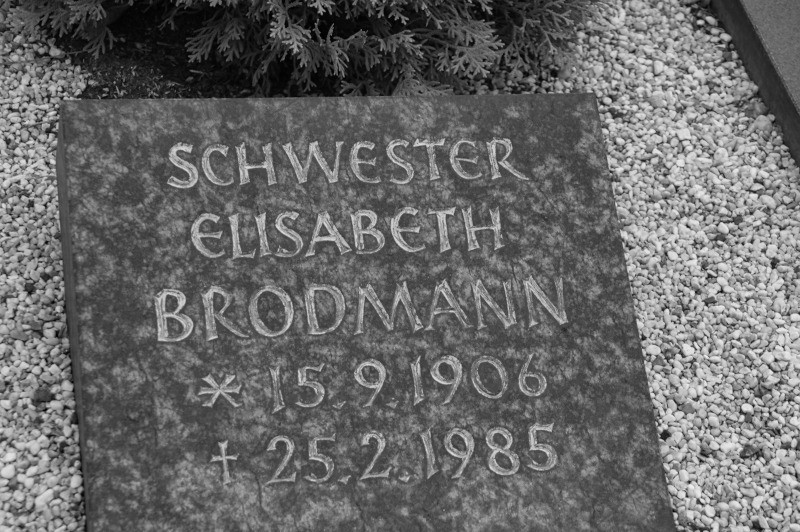 SCHWESTER
ELISABETH
BRODMANN
* 15.9.1906
† 25.2.1985